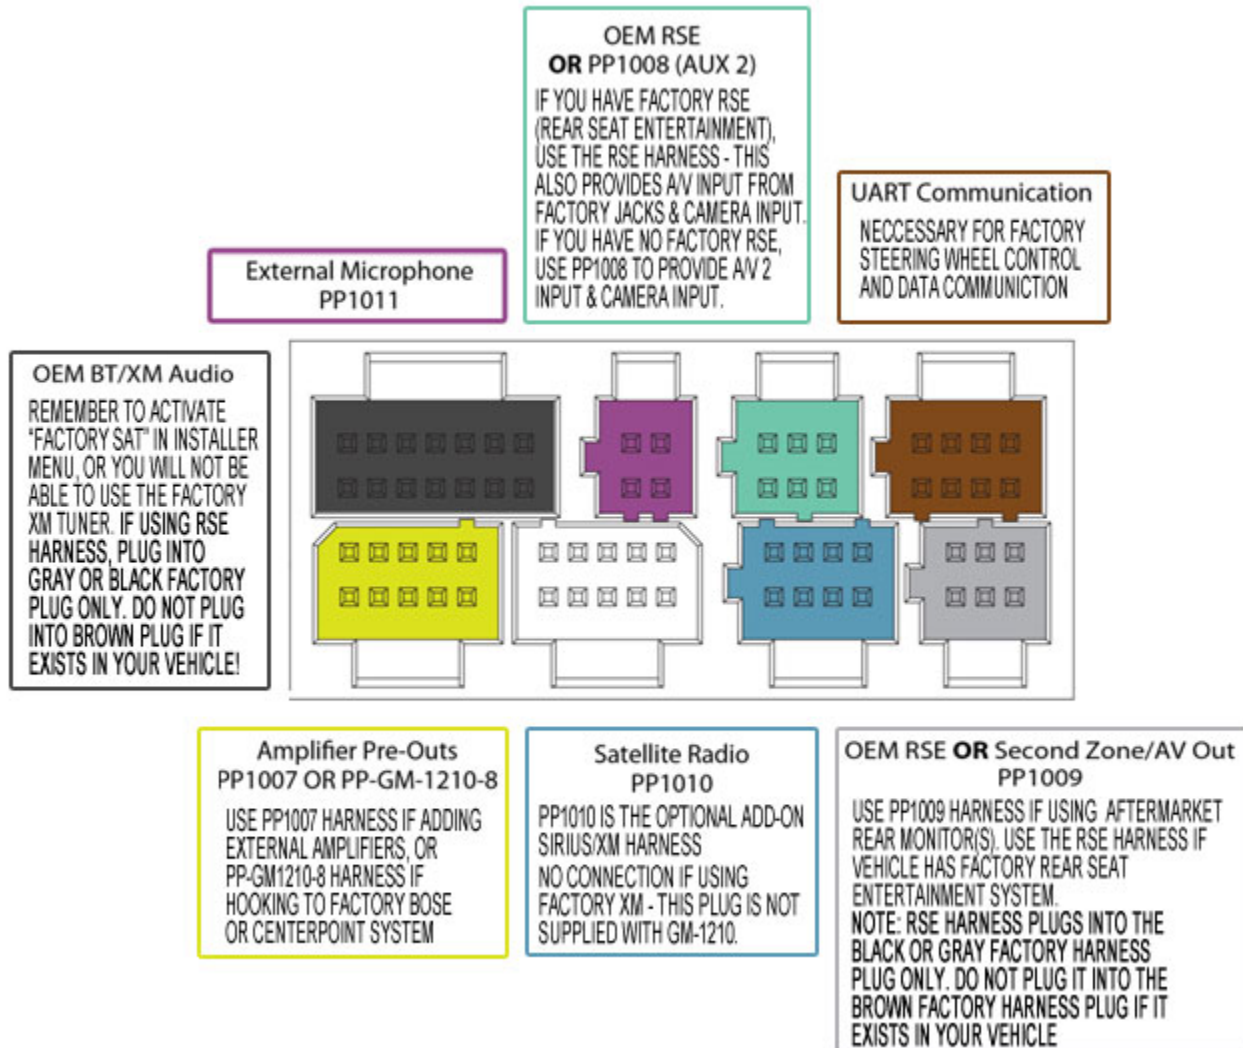 OEM RSE
OR PP1008 (AUX 2)
IF YOU HAVE FACTORY RSE
(REAR SEAT ENTERTAINMENT),
USE THE RSE HARNESS - THIS
ALSO PROVIDES A/V INPUT FROM
FACTORY JACKS & CAMERA INPUT.
IF YOU HAVE NO FACTORY RSE,
USE PP1008 TO PROVIDE A/V 2
INPUT & CAMERA INPUT.
UART Communication
NECCESSARY FOR FACTORY
STEERING WHEEL CONTROL
AND DATA COMMUNICTION
External Microphone
PP1011
OEM BT/XM Audio
REMEMBER TO ACTIVATE
"FACTORY SAT" IN INSTALLER
MENU, OR YOU WILL NOT BE
ABLE TO USE THE FACTORY
XM TUNER. IF USING RSE
HARNESS, PLUG INTO
GRAY OR BLACK FACTORY
PLUG ONLY. DO NOT PLUG
INTO BROWN PLUG IF IT
EXISTS IN YOUR VEHICLE!
Amplifier Pre-Outs
PP1007 OR PP-GM-1210-8
USE PP1007 HARNESS IF ADDING
EXTERNAL AMPLIFIERS, OR
PP-GM1210-8 HARNESS IF
HOOKING TO FACTORY BOSE
OR CENTERPOINT SYSTEM
Satellite Radio
PP1010
PP1010 IS THE OPTIONAL ADD-ON
SIRIUS/XM HARNESS
NO CONNECTION IF USING
FACTORY XM - THIS PLUG IS NOT
SUPPLIED WITH GM-1210.
OEM RSE OR Second Zone/AV Out
PP1009
USE PP1009 HARNESS IF USING AFTERMARKET
REAR MONITOR(S). USE THE RSE HARNESS IF
VEHICLE HAS FACTORY REAR SEAT
ENTERTAINMENT SYSTEM.
NOTE: RSE HARNESS PLUGS INTO THE
BLACK OR GRAY FACTORY HARNESS
PLUG ONLY. DO NOT PLUG IT INTO THE
BROWN FACTORY HARNESS PLUG IF IT
EXISTS IN YOUR VEHICLE